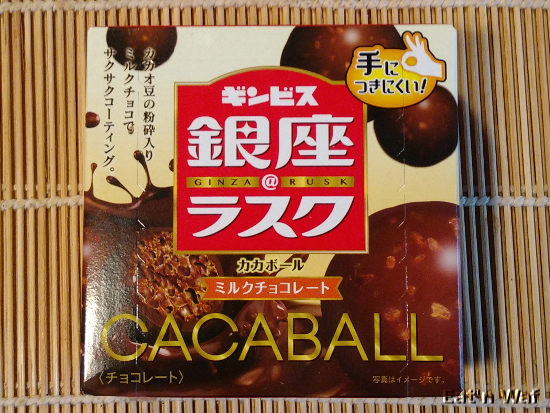 カカオ豆の粉砕入り
ミルクチョコで
サクサクコーティング。
手に
つきにくい!
ギンビス
銀座
GINZA @ RUSK
ラスク
カカボール
ミルクチョコレート
CACABALL
〈チョコレート〉
写真はイメージです。
Eat'n Waf